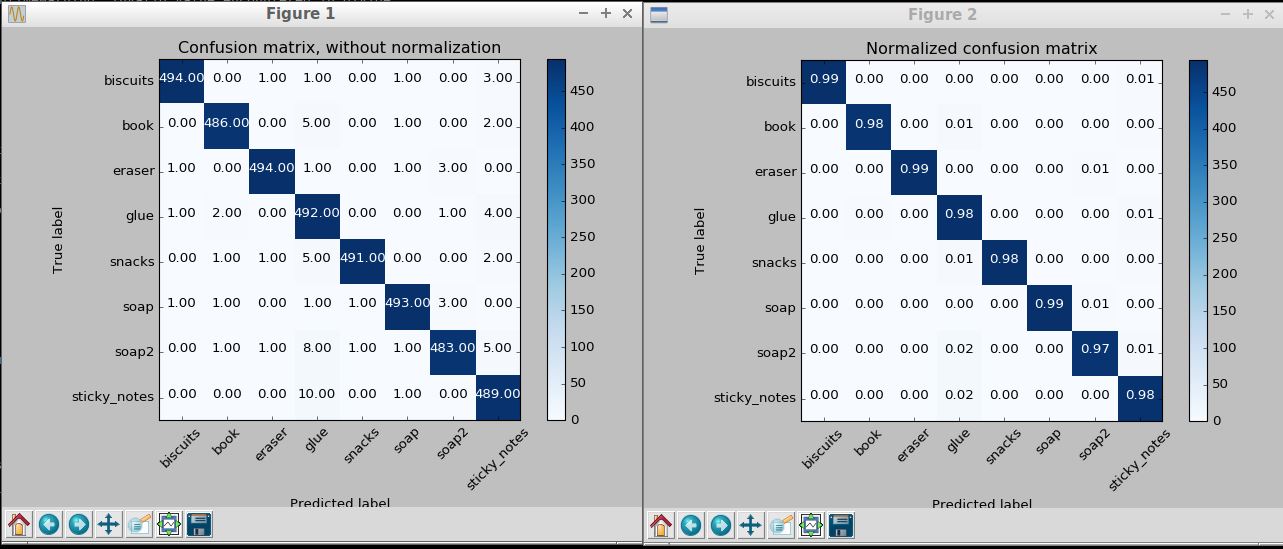 Figure 1
Confusion matrix, without normalization
biscuits 494.00 0.00 1.00 1.00 0.00 1.00 0.00 3.00
book 0.00 486.00 0.00 5.00 0.00 1.00 0.00 2.00
eraser 1.00 0.00 494.00 1.00 0.00 0.00 3.00 0.00
glue 1.00 2.00 0.00 492.00 0.00 0.00 1.00 4.00
snacks 0.00 1.00 1.00 5.00 491.00 0.00 0.00 2.00
soap 1.00 1.00 0.00 1.00 1.00 493.00 3.00 0.00
soap2 0.00 1.00 1.00 8.00 1.00 1.00 483.00 5.00
sticky_notes 0.00 0.00 0.00 10.00 0.00 1.00 0.00 489.00
True label
biscuits book eraser glue snacks soap soap2 sticky_notes
Predicted label
450
400
350
300
250
200
150
100
50
0
Figure 2
Normalized confusion matrix
biscuits 0.99 0.00 0.00 0.00 0.00 0.00 0.00 0.01
book 0.00 0.98 0.00 0.01 0.00 0.00 0.00 0.00
eraser 0.00 0.00 0.99 0.00 0.00 0.00 0.01 0.00
glue 0.00 0.00 0.00 0.98 0.00 0.00 0.00 0.01
snacks 0.00 0.00 0.00 0.01 0.98 0.00 0.00 0.00
soap 0.00 0.00 0.00 0.00 0.00 0.99 0.01 0.00
soap2 0.00 0.00 0.00 0.02 0.00 0.00 0.97 0.01
sticky_notes 0.00 0.00 0.00 0.02 0.00 0.00 0.00 0.98
True label
biscuits book eraser glue snacks soap soap2 sticky_notes
Predicted label
450
400
350
300
250
200
150
100
50
0